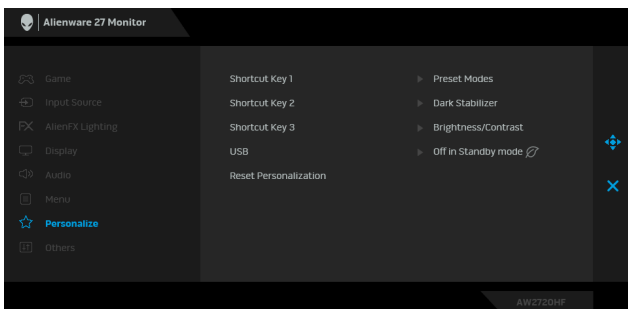 Alienware 27 Monitor
Game
Input Source
FX AlienFX Lighting
Display
Audio
Menu
Personalize
Others
Shortcut Key 1 Preset Modes
Shortcut Key 2 Dark Stabilizer
Shortcut Key 3 Brightness/Contrast
USB Off in Standby mode
Reset Personalization
AW2720HF